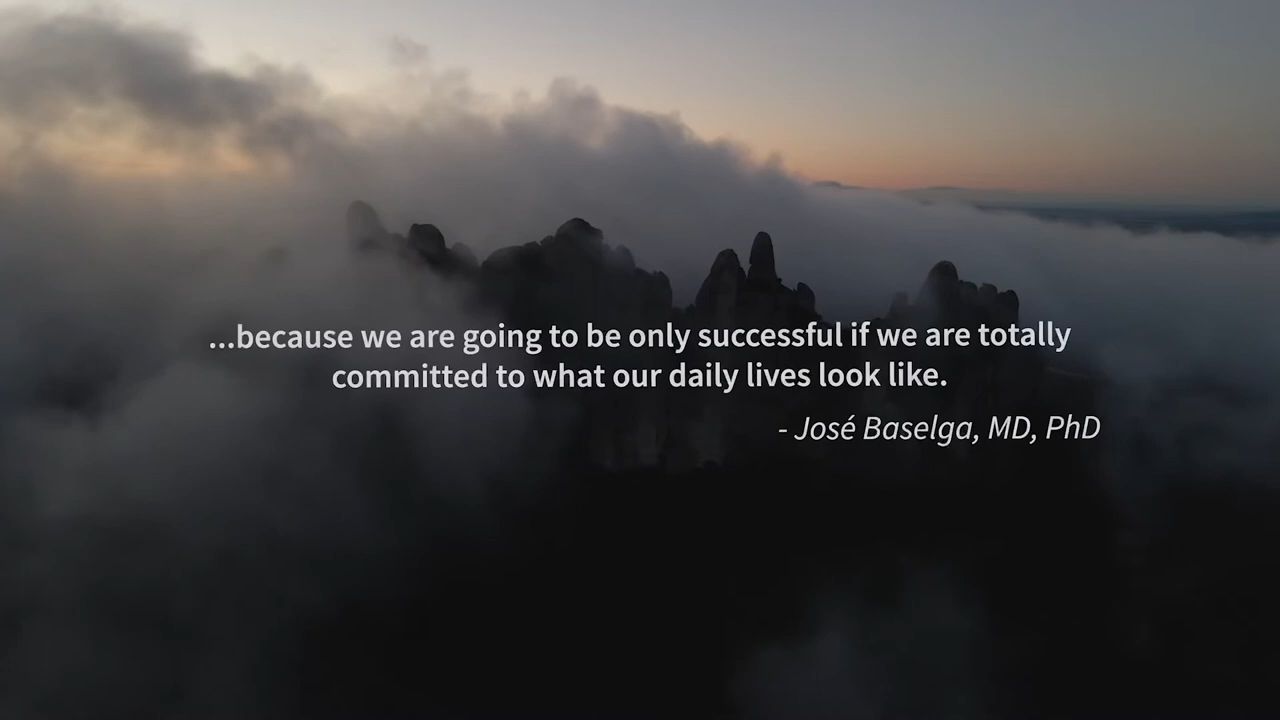 ...because we are going to be only successful if we are totally
committed to what our daily lives look like.
- José Baselga, MD, PhD